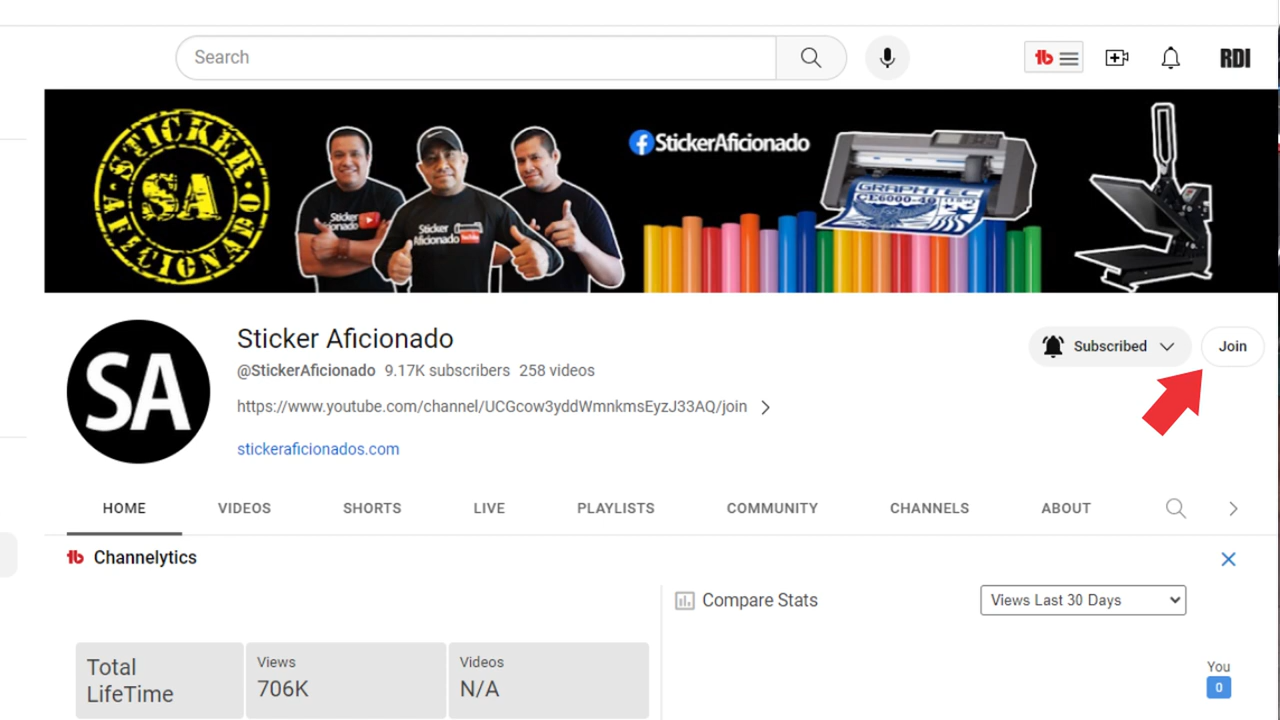 Search
tb
RDI
STICKER
SA
AFICIONADO
StickerAficionado
Sticker
Aficionado
GRAPHTEC
CE6000-40
SA
Sticker Aficionado
@StickerAficionado 9.17K subscribers 258 videos
Subscribed
Join
https://www.youtube.com/channel/UCGcow3yddWmnkmsEyzJ33AQ/join
stickeraficionados.com
HOME VIDEOS SHORTS LIVE PLAYLISTS COMMUNITY CHANNELS ABOUT
tb Channelytics
Compare Stats
Views Last 30 Days
Total
LifeTime
Views
706K
Videos
N/A
You
0